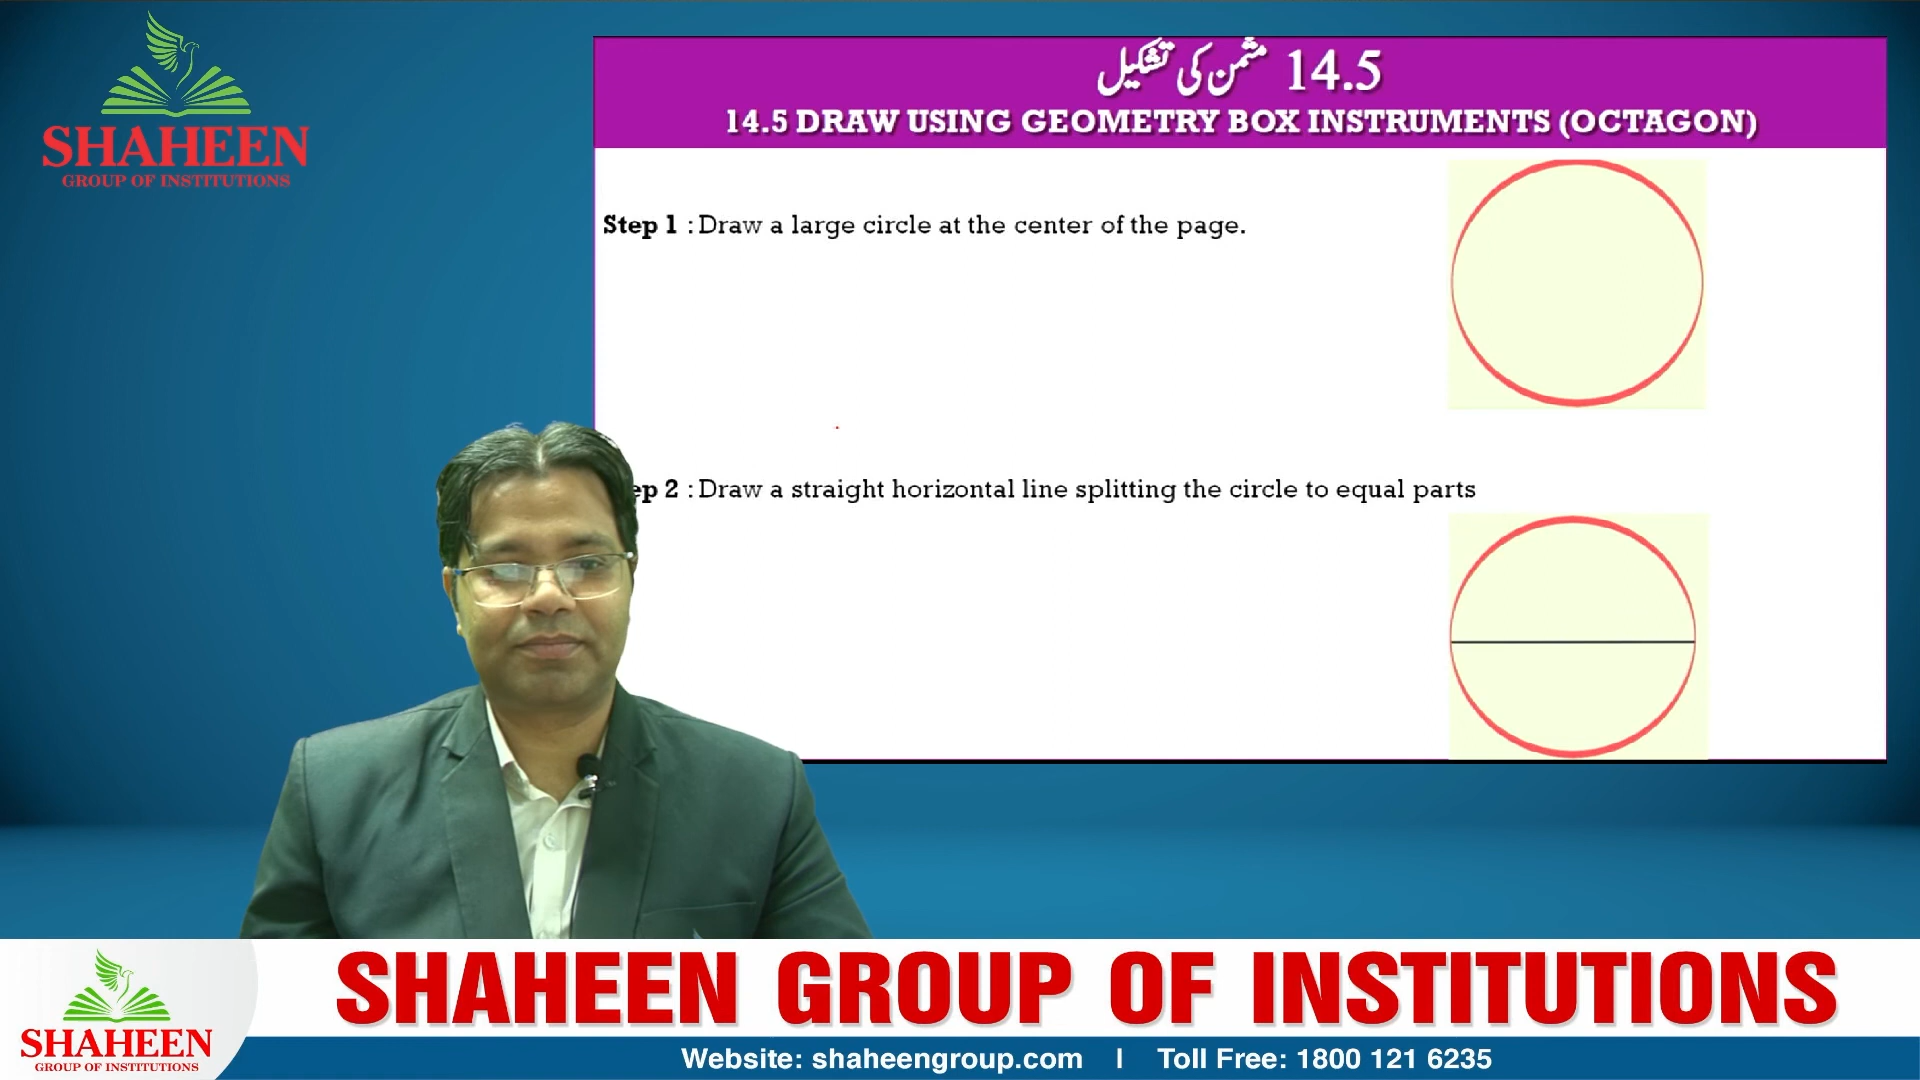 SHAHEEN
GROUP OF INSTITUTIONS
14.5 مثمن کی تشکیل
14.5 DRAW USING GEOMETRY BOX INSTRUMENTS (OCTAGON)
Step 1 : Draw a large circle at the center of the page.
ep 2 : Draw a straight horizontal line splitting the circle to equal parts
SHAHEEN
GROUP OF INSTITUTIONS
SHAHEEN GROUP OF INSTITUTIONS
Website: shaheengroup.com I Toll Free: 1800 121 6235